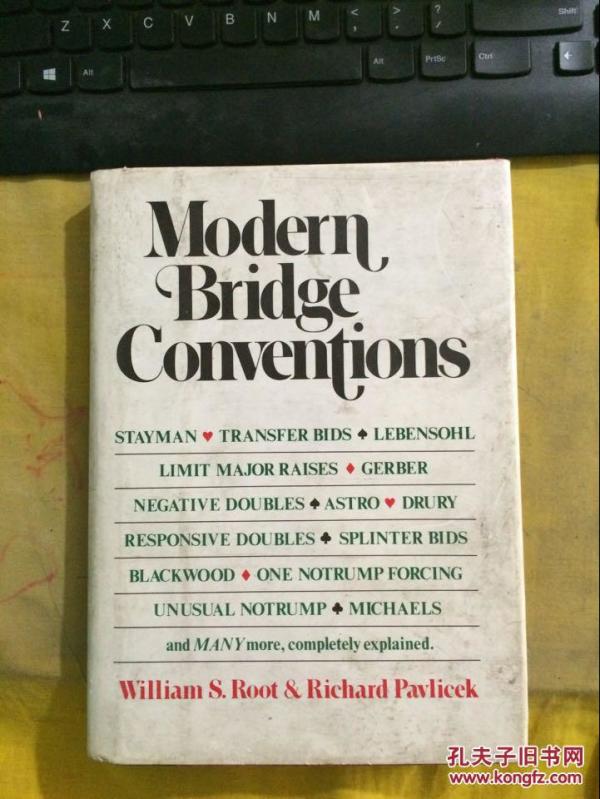 Shift
Z X C V B N M < , > . ? /
Alt Alt PrtSc Ctrl
Modern
Bridge
Conventions
STAYMAN ♥ TRANSFER BIDS ♠ LEBENSOHL
LIMIT MAJOR RAISES ♦ GERBER
NEGATIVE DOUBLES ♠ ASTRO ♥ DRURY
RESPONSIVE DOUBLES ♣ SPLINTER BIDS
BLACKWOOD ♦ ONE NOTRUMP FORCING
UNUSUAL NOTRUMP ♣ MICHAELS
and MANY more, completely explained.
William S. Root & Richard Pavlicek
孔夫子旧书网
www.kongfz.com